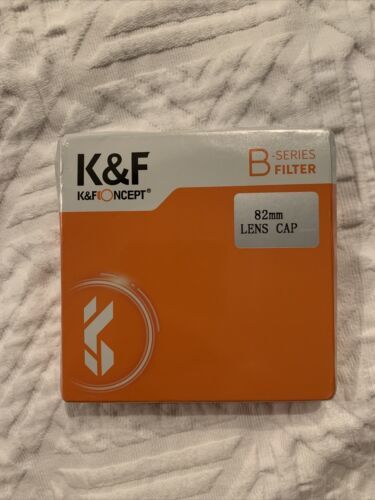 K&F
K&F CONCEPT®
B-SERIES
FILTER
82mm
LENS CAP